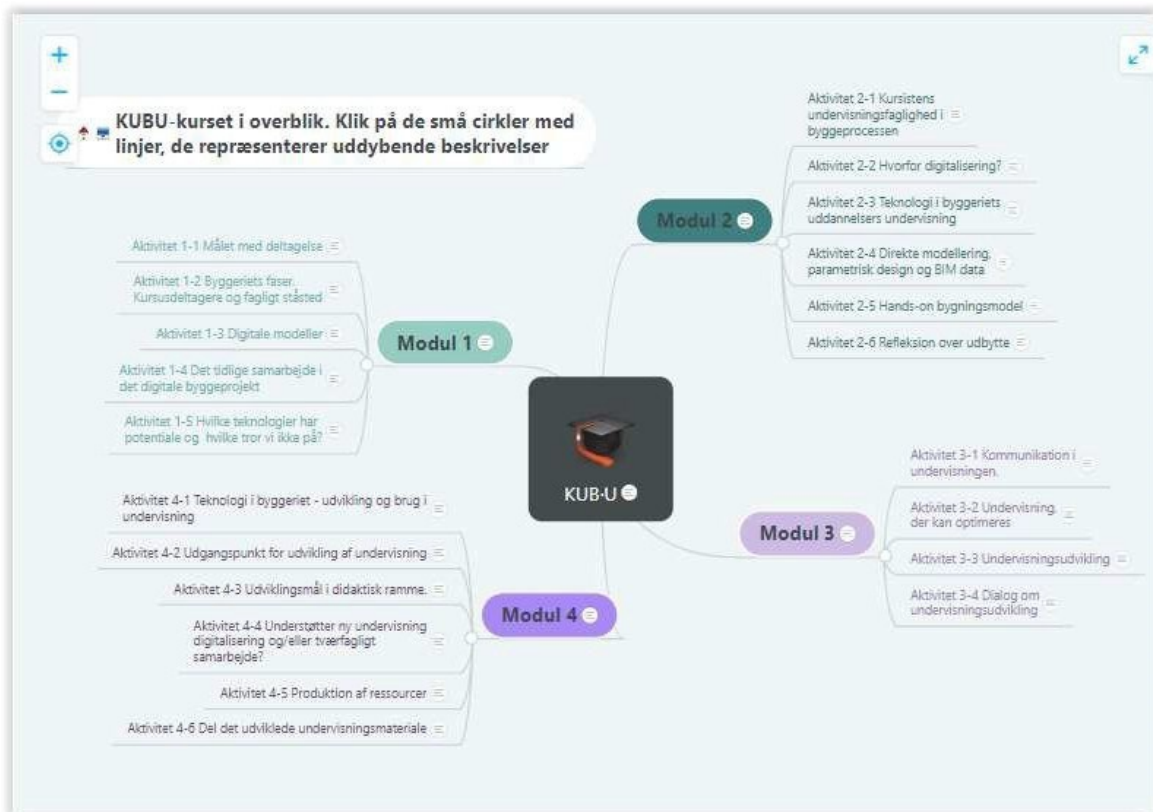 KUBU-kurset i overblik. Klik på de små cirkler med
linjer, de repræsenterer uddybende beskrivelser
Modul 1
Aktivitet 1-1 Målet med deltagelse
Aktivitet 1-2 Byggeriets faser.
Kursusdeltagere og fagligt ståsted
Aktivitet 1-3 Digitale modeller
Aktivitet 1-4 Det tidlige samarbejde i
det digitale byggeprojekt
Aktivitet 1-5 Hvilke teknologier har
potentiale og hvilke tror vi ikke på?
Modul 2
Aktivitet 2-1 Kursistens
undervisningsfaglighed i
byggeprocessen
Aktivitet 2-2 Hvorfor digitalisering?
Aktivitet 2-3 Teknologi i byggeriets
uddannelsers undervisning
Aktivitet 2-4 Direkte modellering,
parametrisk design og BIM data
Aktivitet 2-5 Hands-on bygningsmodel
Aktivitet 2-6 Refleksion over udbytte
KUB·U
Modul 3
Aktivitet 3-1 Kommunikation i
undervisningen.
Aktivitet 3-2 Undervisning,
der kan optimeres
Aktivitet 3-3 Undervisningsudvikling
Aktivitet 3-4 Dialog om
undervisningsudvikling
Modul 4
Aktivitet 4-1 Teknologi i byggeriet - udvikling og brug i
undervisning
Aktivitet 4-2 Udgangspunkt for udvikling af undervisning
Aktivitet 4-3 Udviklingsmål i didaktisk ramme.
Aktivitet 4-4 Understøtter ny undervisning
digitalisering og/eller tværfagligt
samarbejde?
Aktivitet 4-5 Produktion af ressourcer
Aktivitet 4-6 Del det udviklede undervisningsmateriale